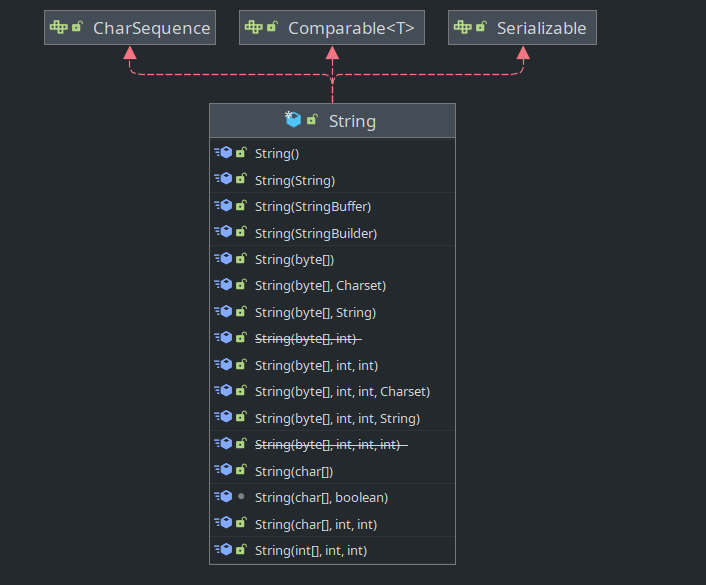 CharSequence
Comparable<T>
Serializable
String
String()
String(String)
String(StringBuffer)
String(StringBuilder)
String(byte[])
String(byte[], Charset)
String(byte[], String)
String(byte[], int)
String(byte[], int, int)
String(byte[], int, int, Charset)
String(byte[], int, int, String)
String(byte[], int, int, int)
String(char[])
String(char[], boolean)
String(char[], int, int)
String(int[], int, int)